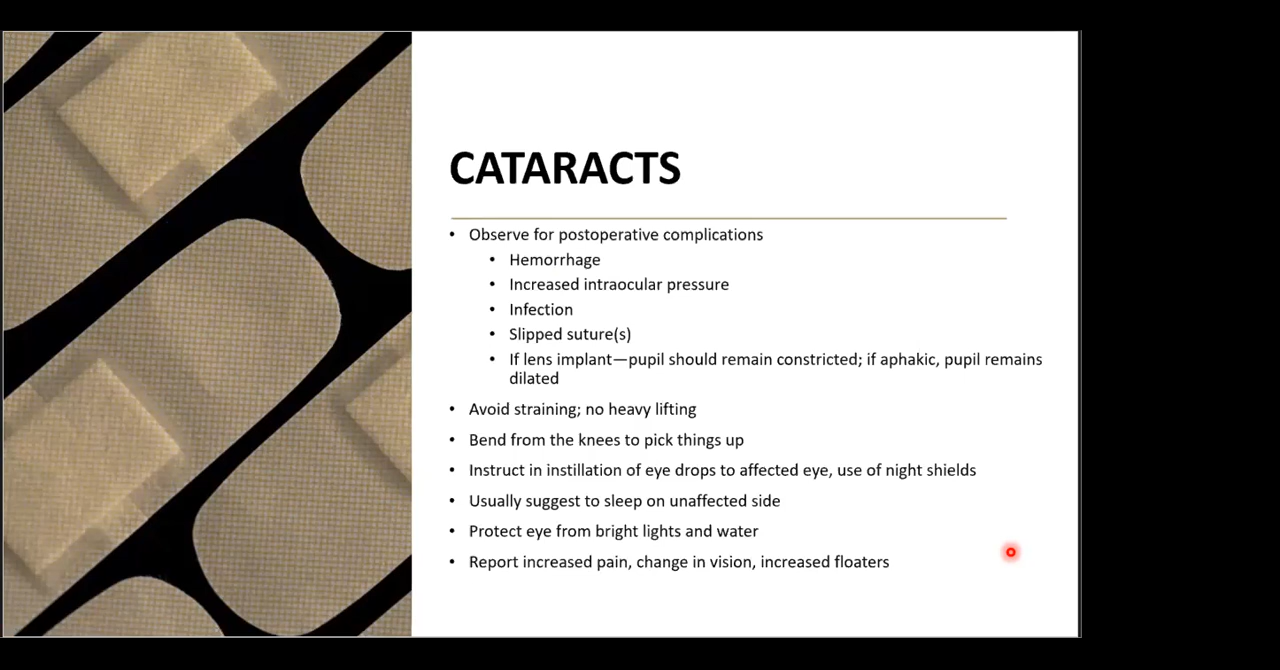 CATARACTS
• Observe for postoperative complications
• Hemorrhage
• Increased intraocular pressure
• Infection
• Slipped suture(s)
• If lens implant—pupil should remain constricted; if aphakic, pupil remains
dilated
• Avoid straining; no heavy lifting
• Bend from the knees to pick things up
• Instruct in instillation of eye drops to affected eye, use of night shields
• Usually suggest to sleep on unaffected side
• Protect eye from bright lights and water
• Report increased pain, change in vision, increased floaters